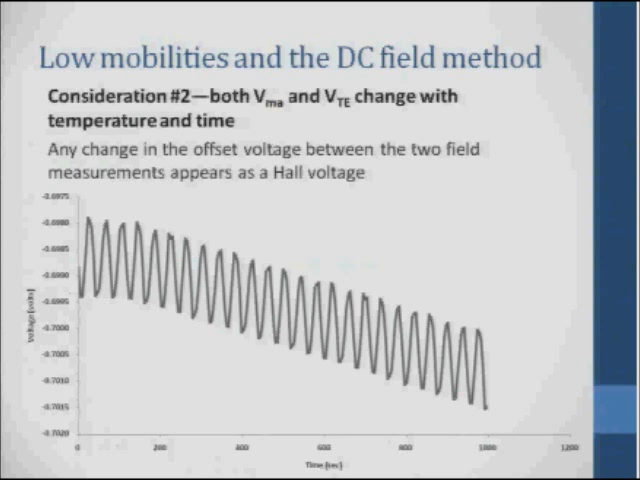 Low mobilities and the DC field method
Consideration #2—both Vma and VTE change with
temperature and time
Any change in the offset voltage between the two field
measurements appears as a Hall voltage
-0.6975
-0.6980
-0.6985
-0.6990
-0.6995
-0.7000
-0.7005
-0.7010
-0.7015
-0.7020
Voltage [volts]
0 200 400 600 800 1000 1200
Time [sec]